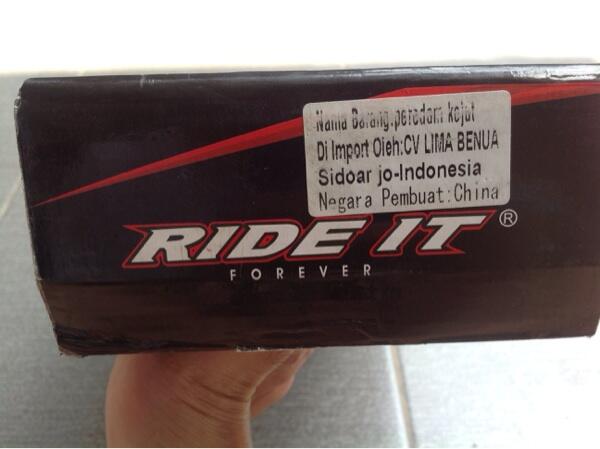 Nama Barang:peredam kejut
Di Import Oleh:CV LIMA BENUA
Sidoar jo-Indonesia
Negara Pembuat:China
RIDE IT ®
FOREVER